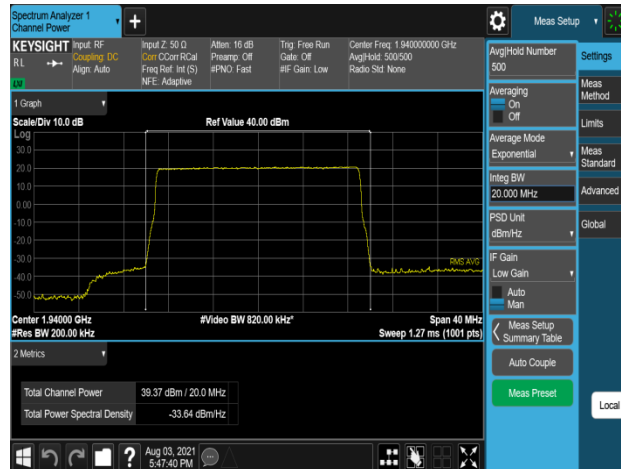 Spectrum Analyzer 1
Channel Power
Meas Setup
KEYSIGHT
RL
Input: RF
Coupling: DC
Align: Auto
Input Z: 50 Ω
Corr CCorr RCal
Freq Ref: Int (S)
NFE: Adaptive
Atten: 16 dB
Preamp: Off
#PNO: Fast
Trig: Free Run
Gate: Off
#IF Gain: Low
Center Freq: 1.940000000 GHz
Avg|Hold: 500/500
Radio Std: None
1 Graph
Scale/Div 10.0 dB
Ref Value 40.00 dBm
Log
30.0
20.0
10.0
0.00
-10.0
-20.0
-30.0
-40.0
-50.0
RMS AVG
Center 1.94000 GHz
#Video BW 820.00 kHz*
Span 40 MHz
#Res BW 200.00 kHz
Sweep 1.27 ms (1001 pts)
2 Metrics
Total Channel Power
39.37 dBm / 20.0 MHz
Total Power Spectral Density
-33.64 dBm/Hz
Aug 03, 2021
5:47:40 PM
Avg|Hold Number
500
Averaging
On
Off
Average Mode
Exponential
Integ BW
20.000 MHz
PSD Unit
dBm/Hz
IF Gain
Low Gain
Auto
Man
Meas Setup
Summary Table
Auto Couple
Meas Preset
Settings
Meas
Method
Limits
Meas
Standard
Advanced
Global
Local